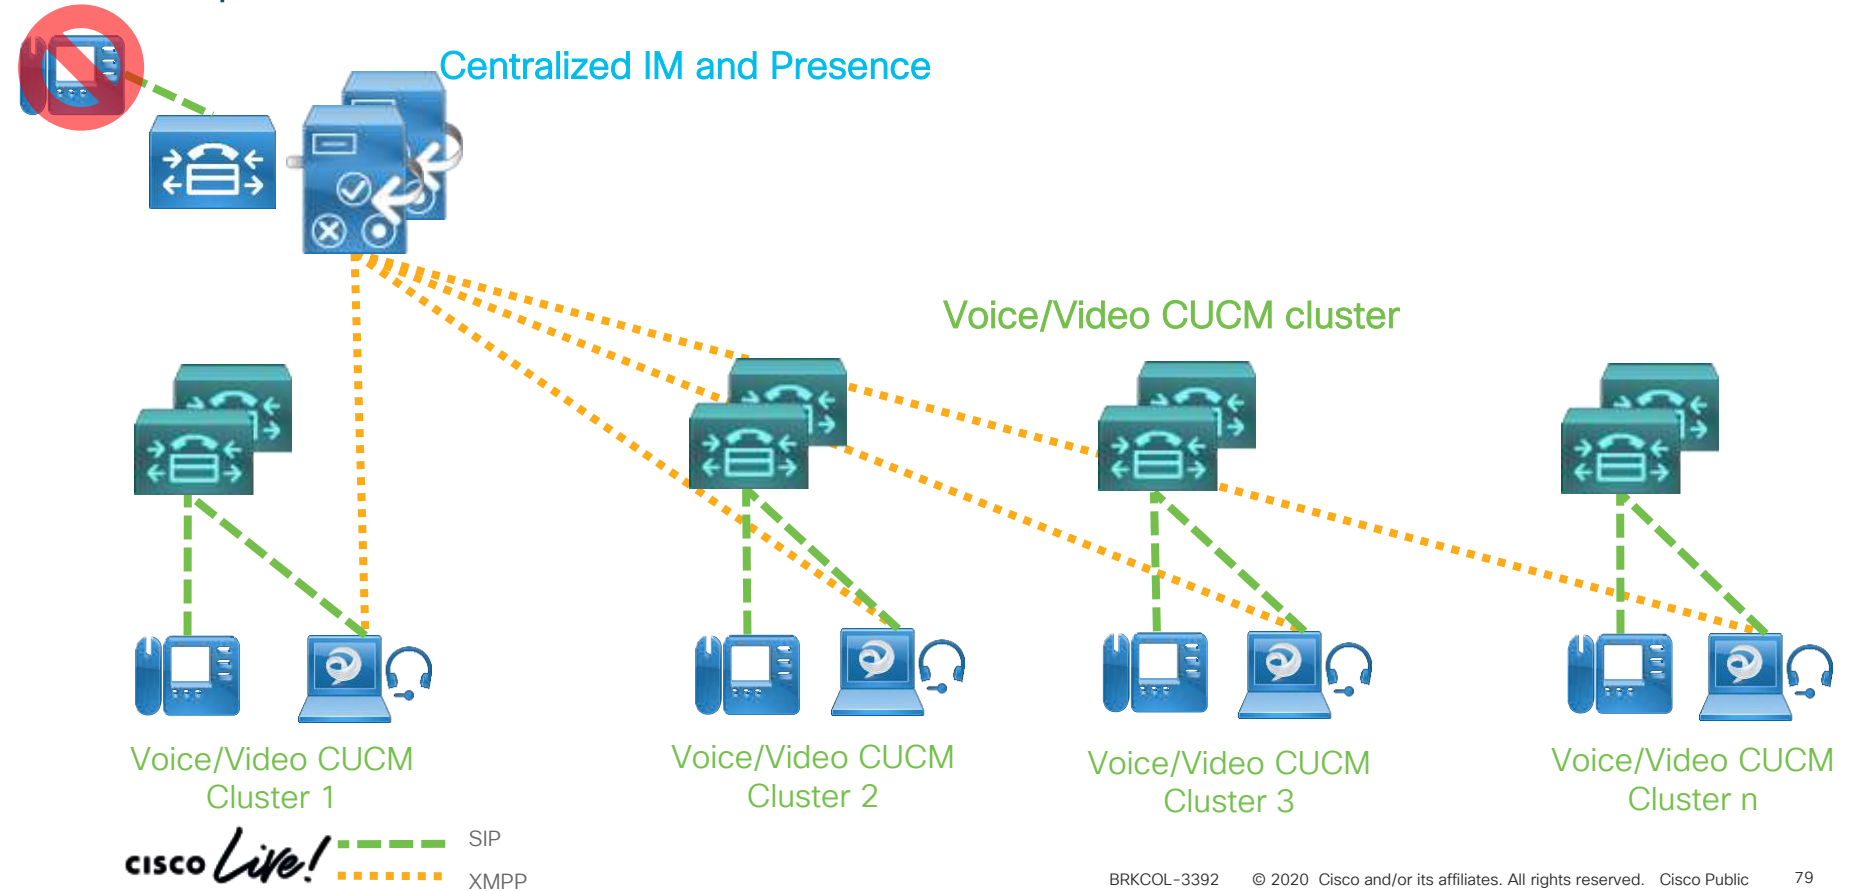 Centralized IM and Presence
Voice/Video CUCM cluster
Voice/Video CUCM
Cluster 1
Voice/Video CUCM
Cluster 2
Voice/Video CUCM
Cluster 3
Voice/Video CUCM
Cluster n
cisco Live!
SIP
XMPP
BRKCOL-3392 © 2020 Cisco and/or its affiliates. All rights reserved. Cisco Public 79